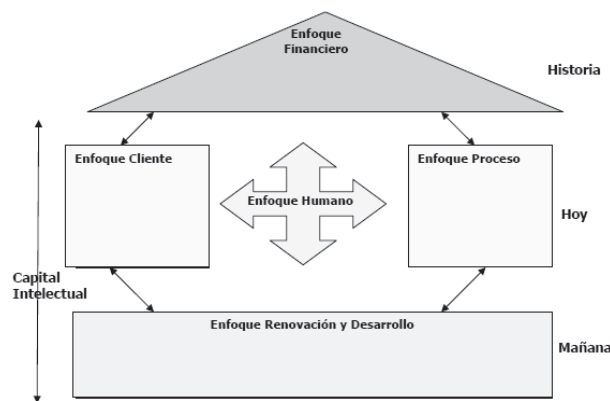 Enfoque
Financiero
Historia
Enfoque Cliente
Enfoque Proceso
Enfoque Humano
Hoy
Capital
Intelectual
Enfoque Renovación y Desarrollo
Mañana